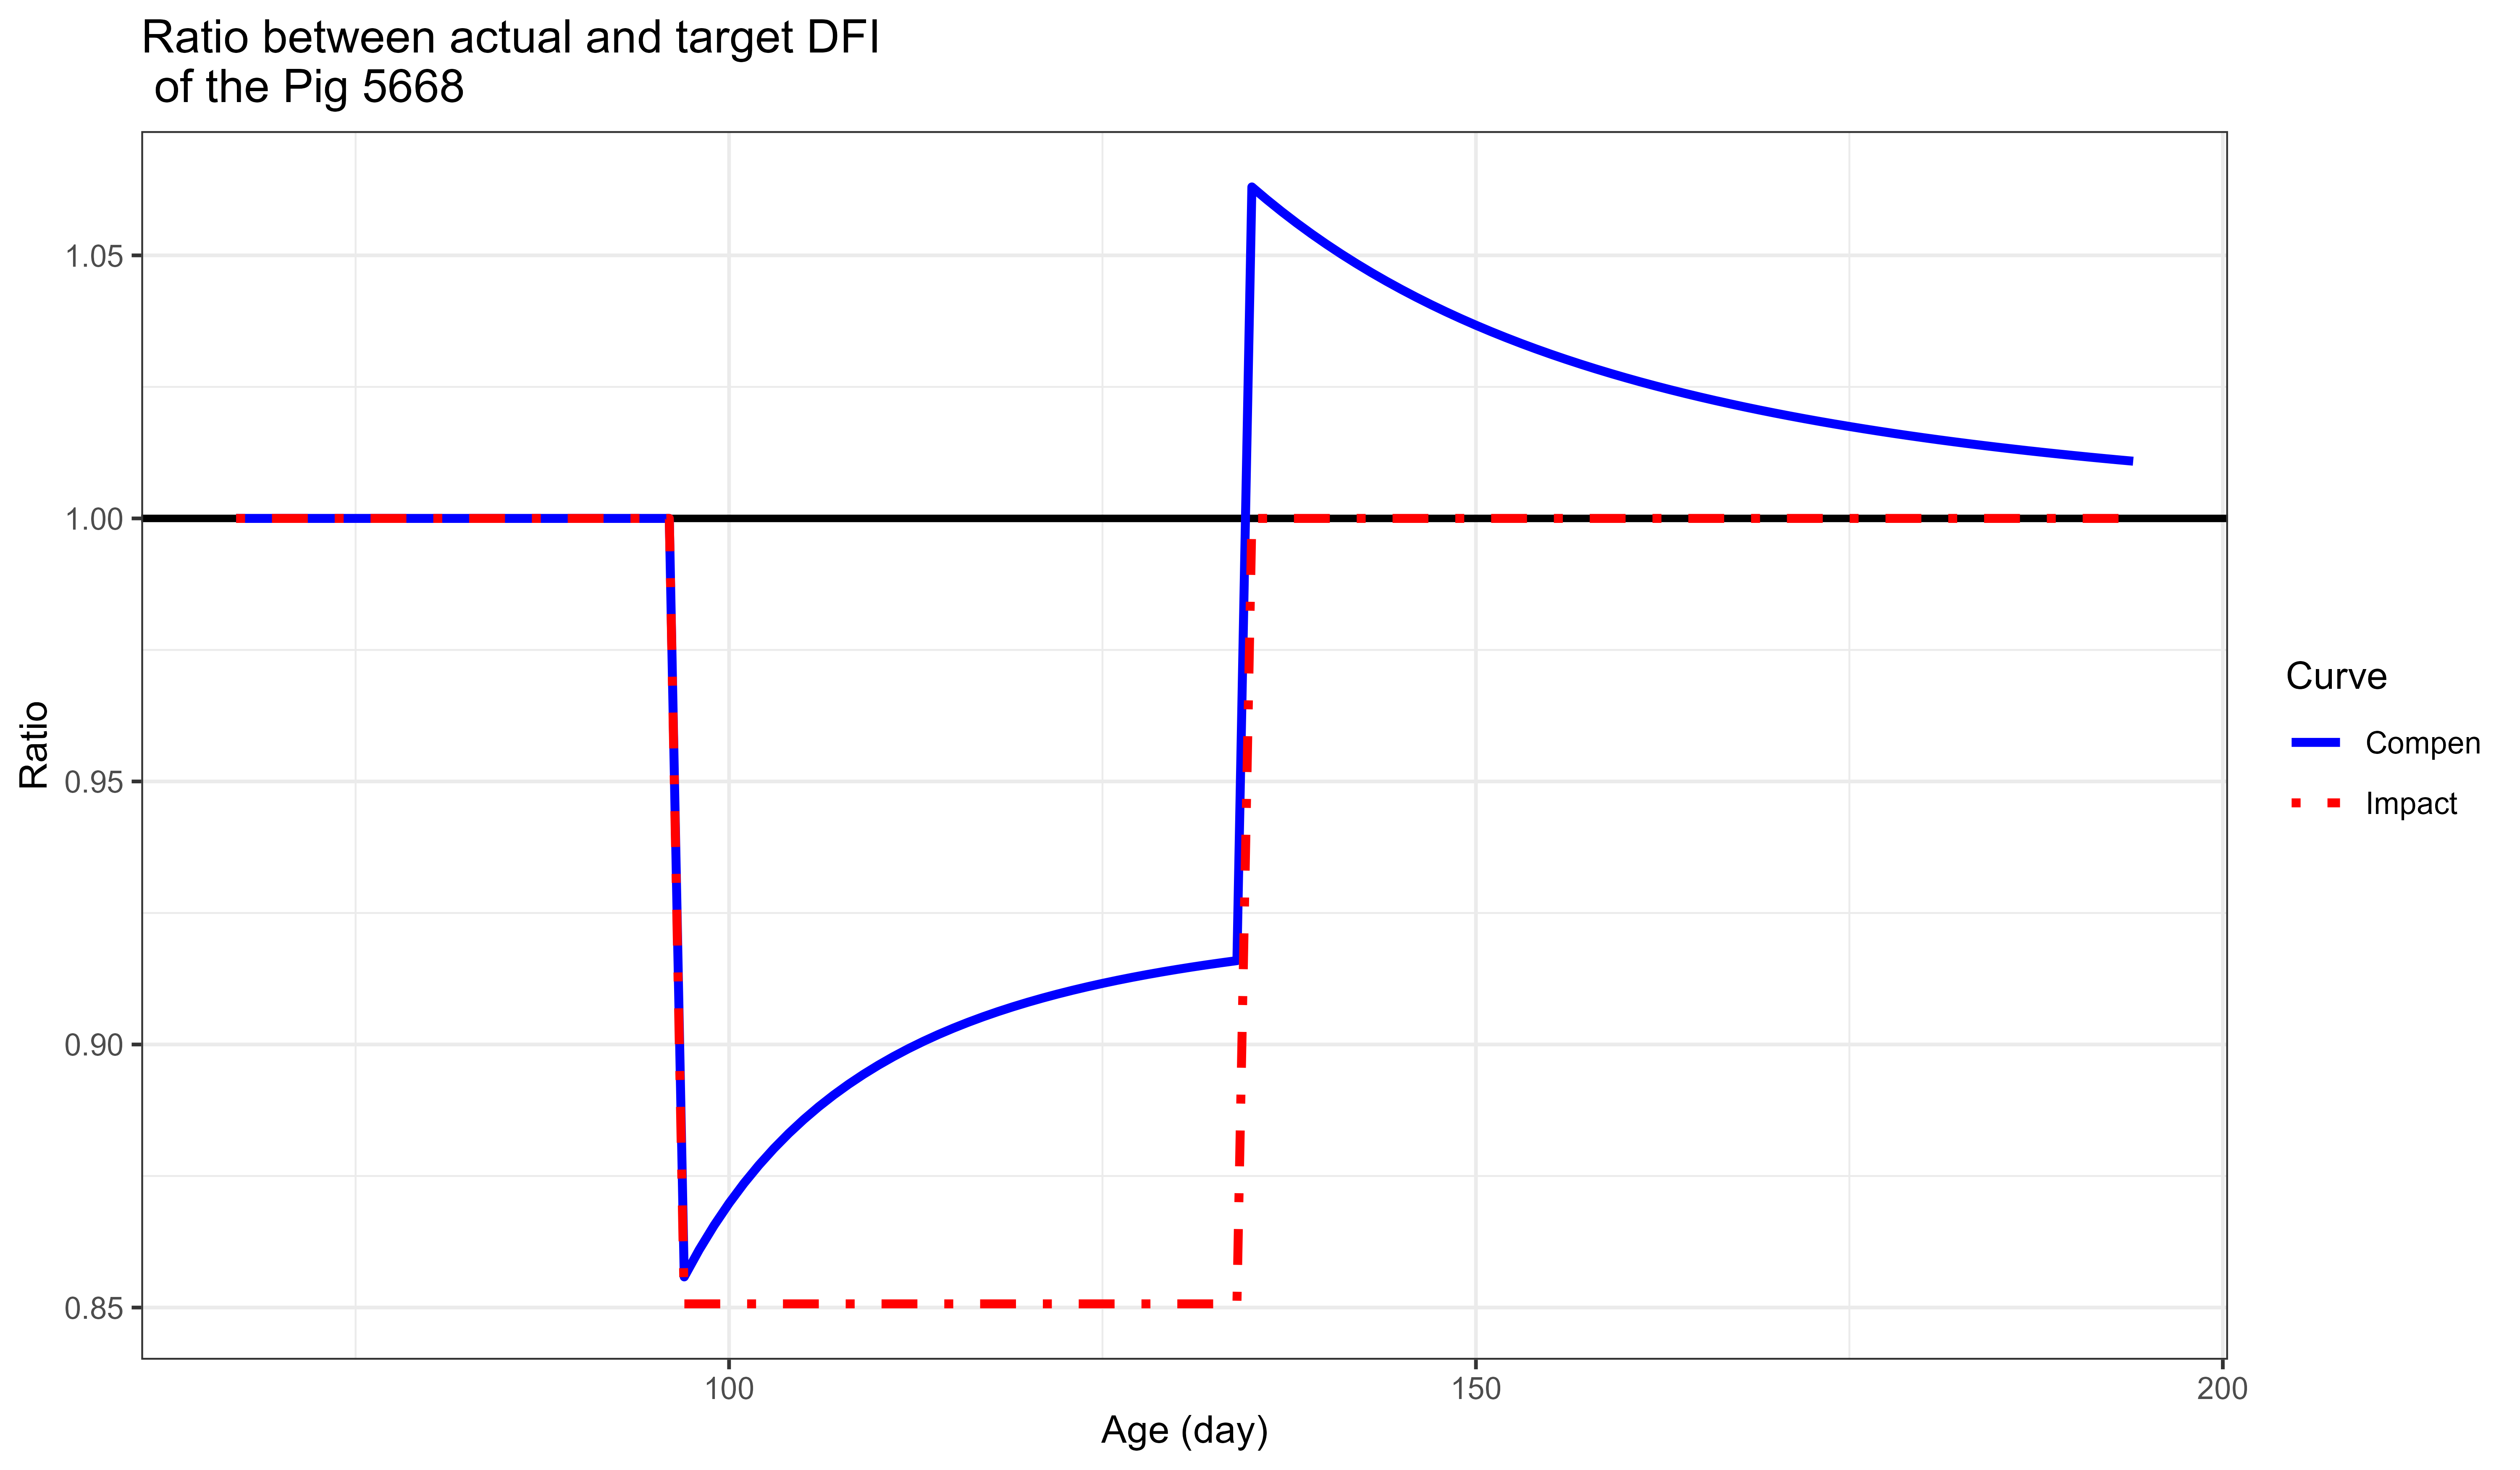 Ratio between actual and target DFI
of the Pig 5668
1.05
1.00
0.95
0.90
0.85
Ratio
100
150
200
Age (day)
Curve
Compen
Impact